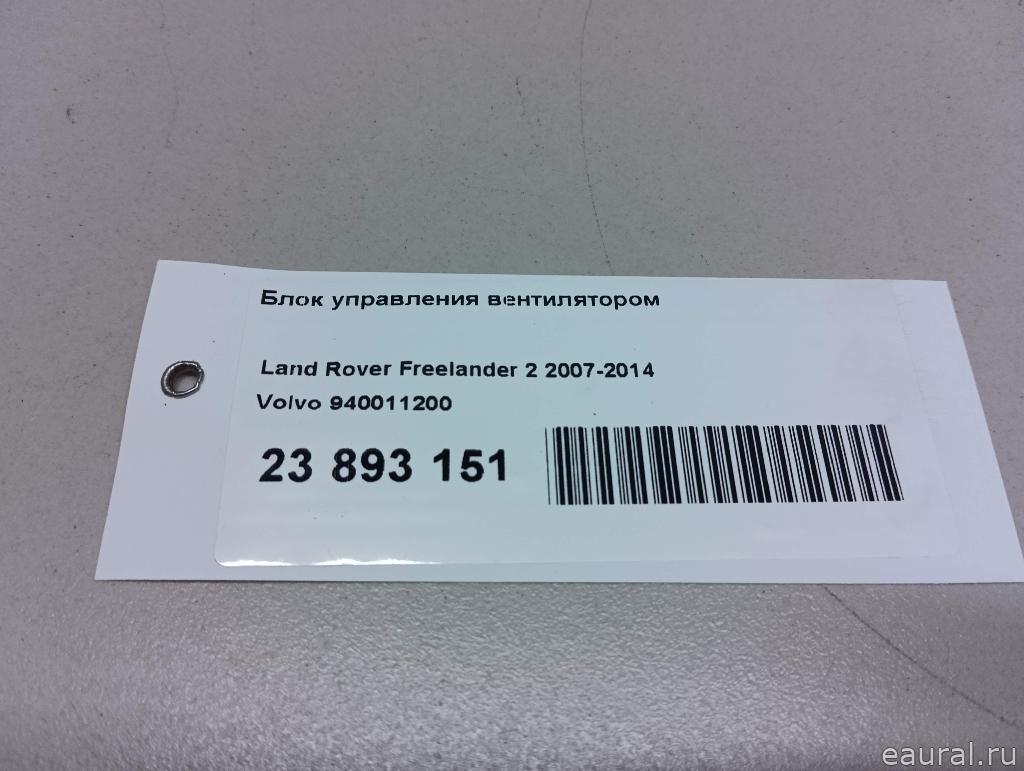 Блок управления вентилятором
Land Rover Freelander 2 2007-2014
Volvo 940011200
23 893 151
eaural.ru